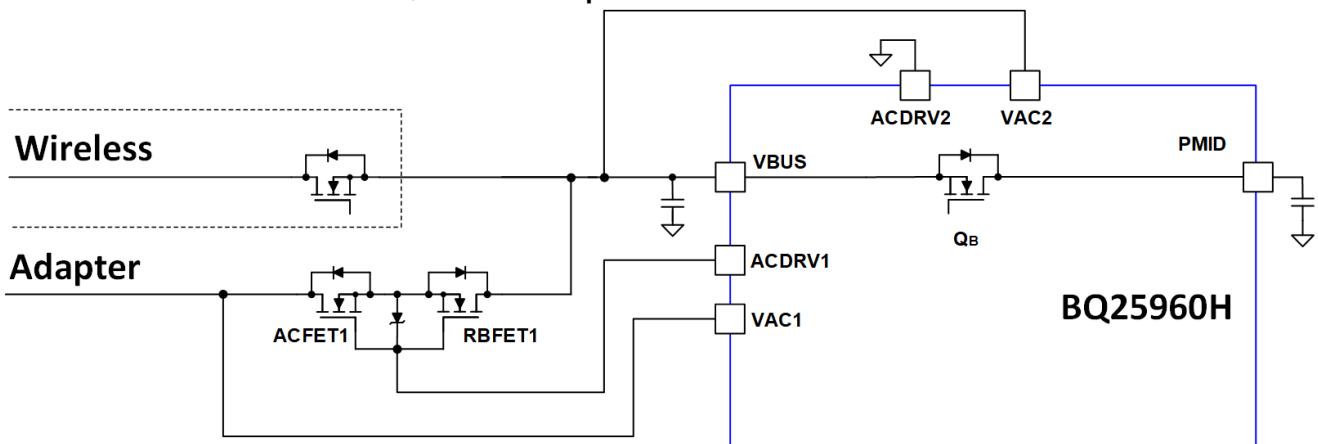 ACDRV2
VAC2
Wireless
VBUS
PMID
QB
Adapter
ACDRV1
BQ25960H
VAC1
ACFET1
RBFET1